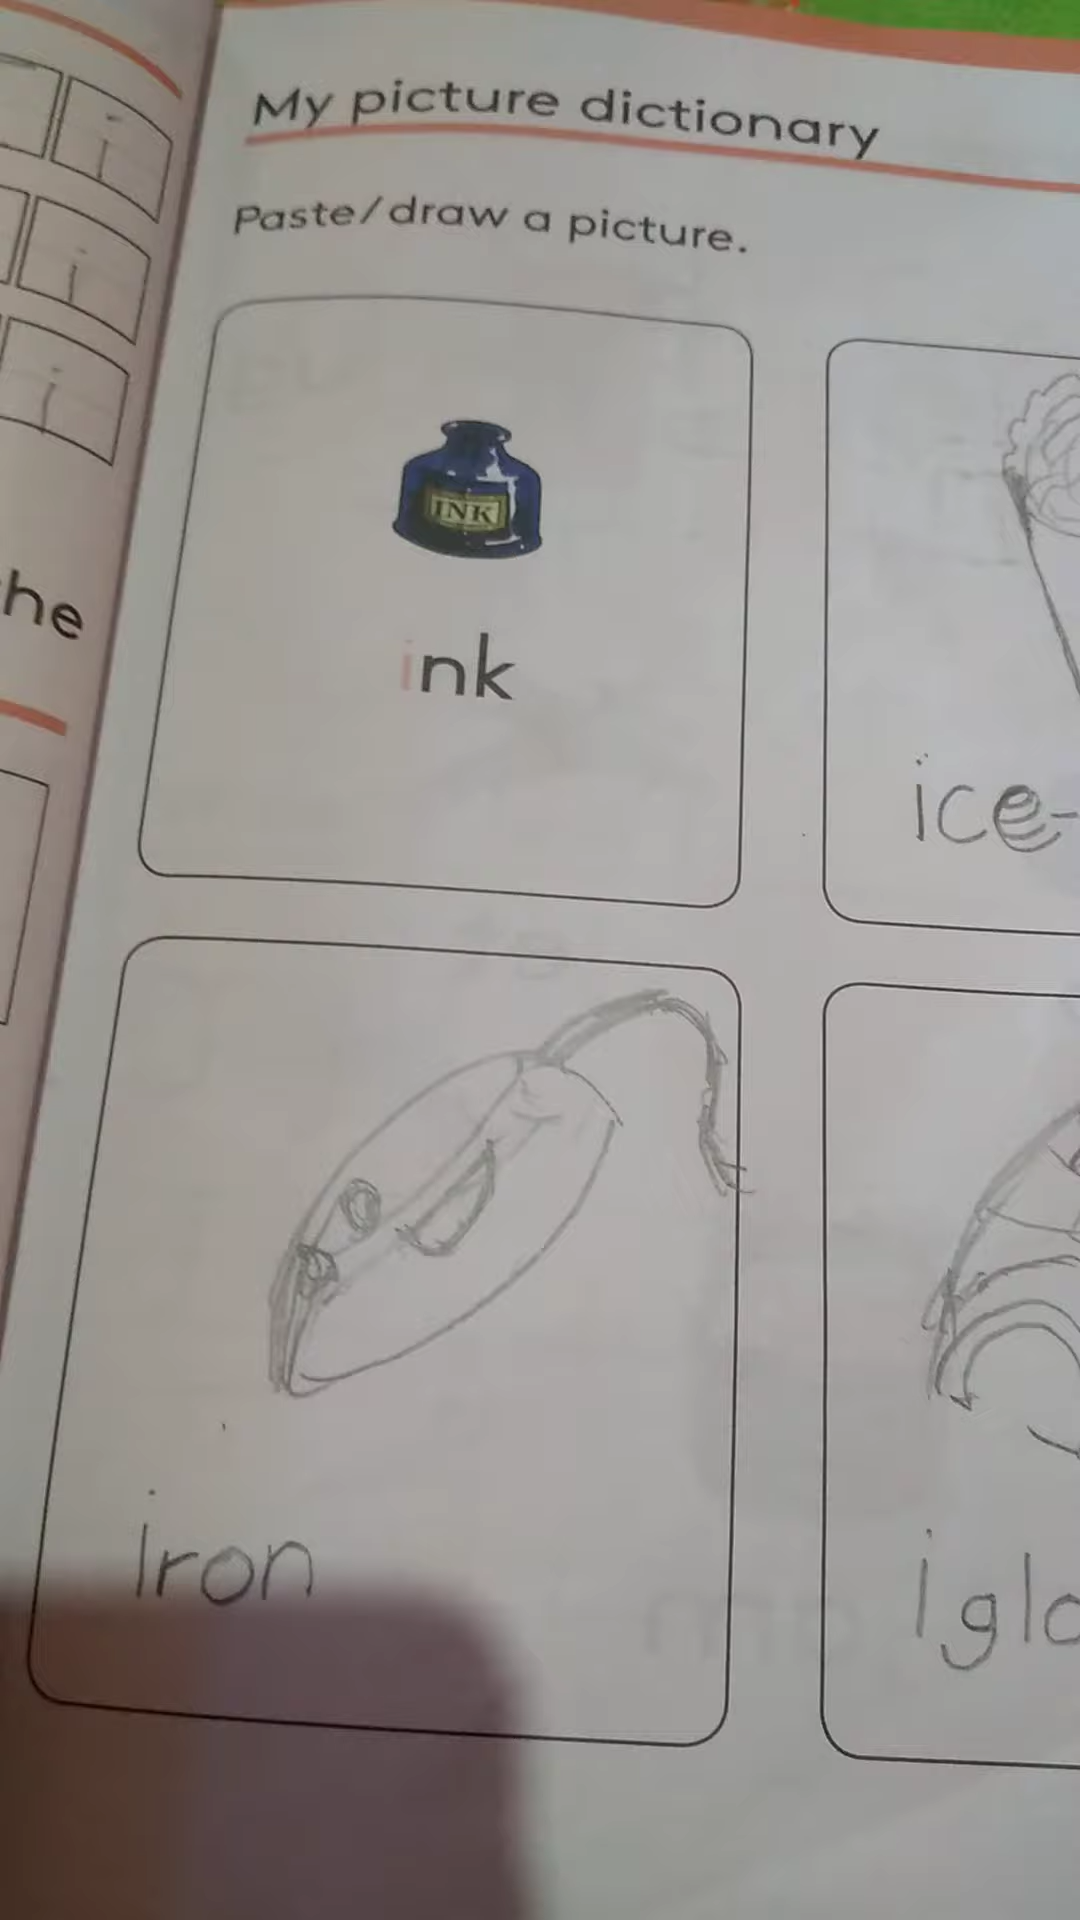 i
i
i
he
My picture dictionary
Paste/draw a picture.
INK
ink
ice-
iron
iglo